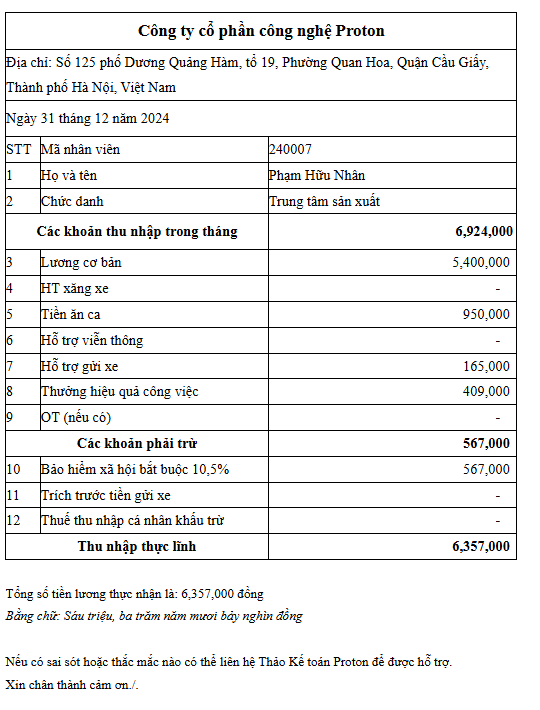 Công ty cổ phần công nghệ Proton
Địa chỉ: Số 125 phố Dương Quảng Hàm, tổ 19, Phường Quan Hoa, Quận Cầu Giấy,
Thành phố Hà Nội, Việt Nam
Ngày 31 tháng 12 năm 2024
STT Mã nhân viên 240007
1 Họ và tên Phạm Hữu Nhân
2 Chức danh Trung tâm sản xuất
Các khoản thu nhập trong tháng 6,924,000
3 Lương cơ bản 5,400,000
4 HT xăng xe -
5 Tiền ăn ca 950,000
6 Hỗ trợ viễn thông -
7 Hỗ trợ gửi xe 165,000
8 Thưởng hiệu quả công việc 409,000
9 OT (nếu có) -
Các khoản phải trừ 567,000
10 Bảo hiểm xã hội bắt buộc 10,5% 567,000
11 Trích trước tiền gửi xe -
12 Thuế thu nhập cá nhân khấu trừ -
Thu nhập thực lĩnh 6,357,000
Tổng số tiền lương thực nhận là: 6,357,000 đồng
Bằng chữ: Sáu triệu, ba trăm năm mươi bảy nghìn đồng
Nếu có sai sót hoặc thắc mắc nào có thể liên hệ Thảo Kế toán Proton để được hỗ trợ.
Xin chân thành cảm ơn./.